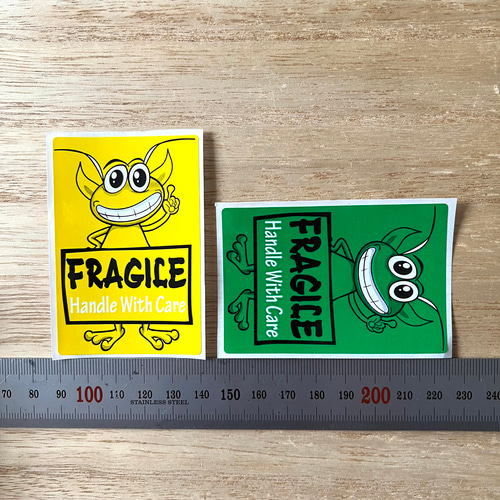 FRAGILE
Handle With Care
FRAGILE
Handle With Care
70 80 90 100 110 120 130 140 150 160 170 180 190 200 210 220 230 240
STAINLESS STEEL